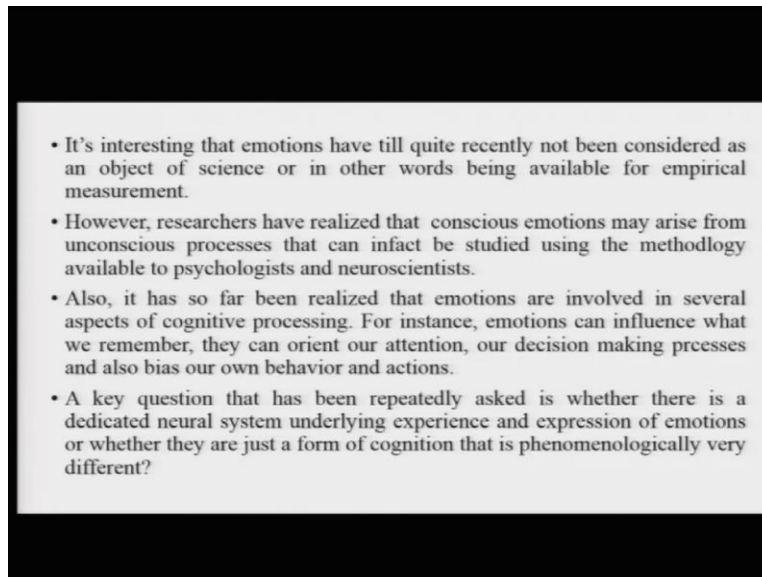 • It's interesting that emotions have till quite recently not been considered as
an object of science or in other words being available for empirical
measurement.
• However, researchers have realized that conscious emotions may arise from
unconscious processes that can infact be studied using the methodlogy
available to psychologists and neuroscientists.
• Also, it has so far been realized that emotions are involved in several
aspects of cognitive processing. For instance, emotions can influence what
we remember, they can orient our attention, our decision making prcesses
and also bias our own behavior and actions.
• A key question that has been repeatedly asked is whether there is a
dedicated neural system underlying experience and expression of emotions
or whether they are just a form of cognition that is phenomenologically very
different?